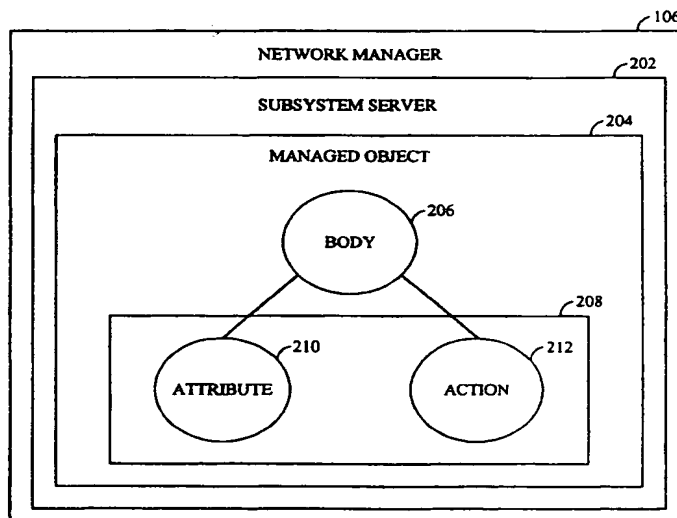 106
NETWORK MANAGER
202
SUBSYSTEM SERVER
204
MANAGED OBJECT
206
BODY
208
210
212
ATTRIBUTE
ACTION